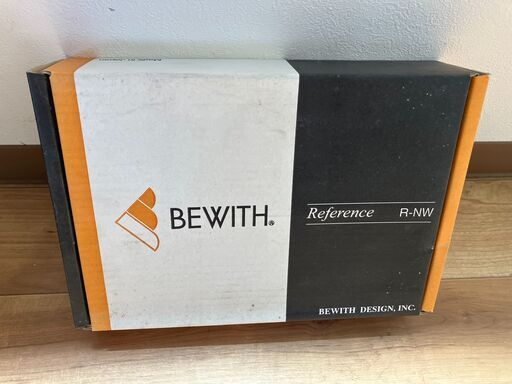 BEWITH®
Reference R-NW
BEWITH DESIGN, INC.